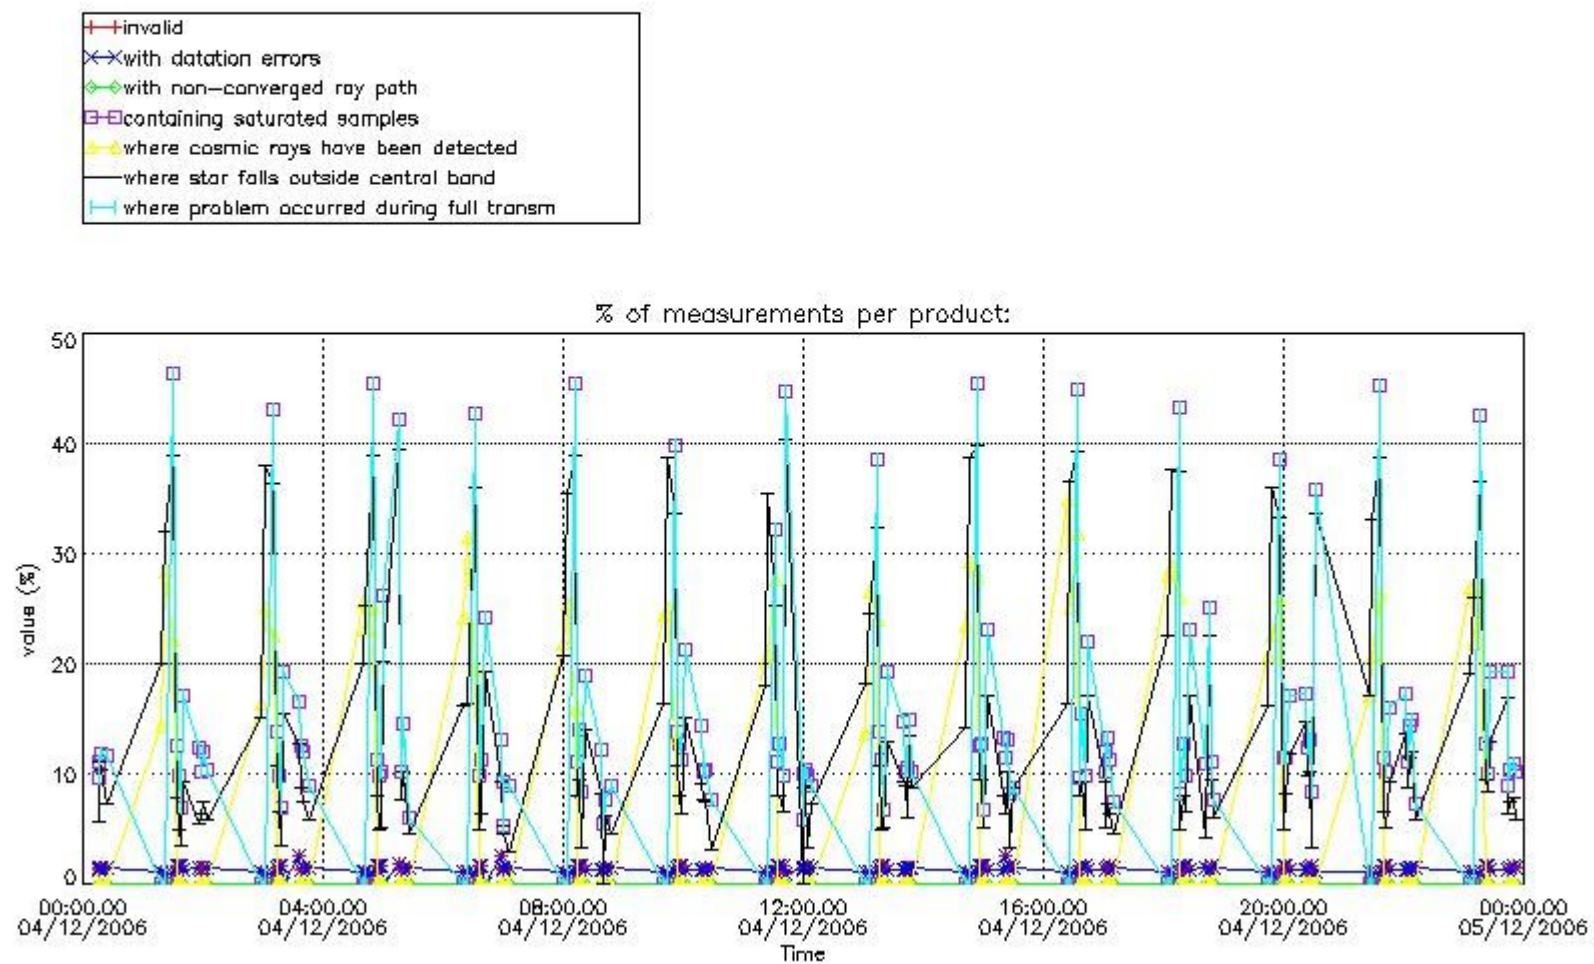 invalid
with datation errors
with non-converged ray path
containing saturated samples
where cosmic rays have been detected
where star falls outside central band
where problem occurred during full transm
% of measurements per product:
50
40
30
20
10
0
value (%)
00:00:00 04:00:00 08:00:00 12:00:00 16:00:00 20:00:00 00:00:00
04/12/2006 04/12/2006 04/12/2006 04/12/2006 04/12/2006 04/12/2006 05/12/2006
Time